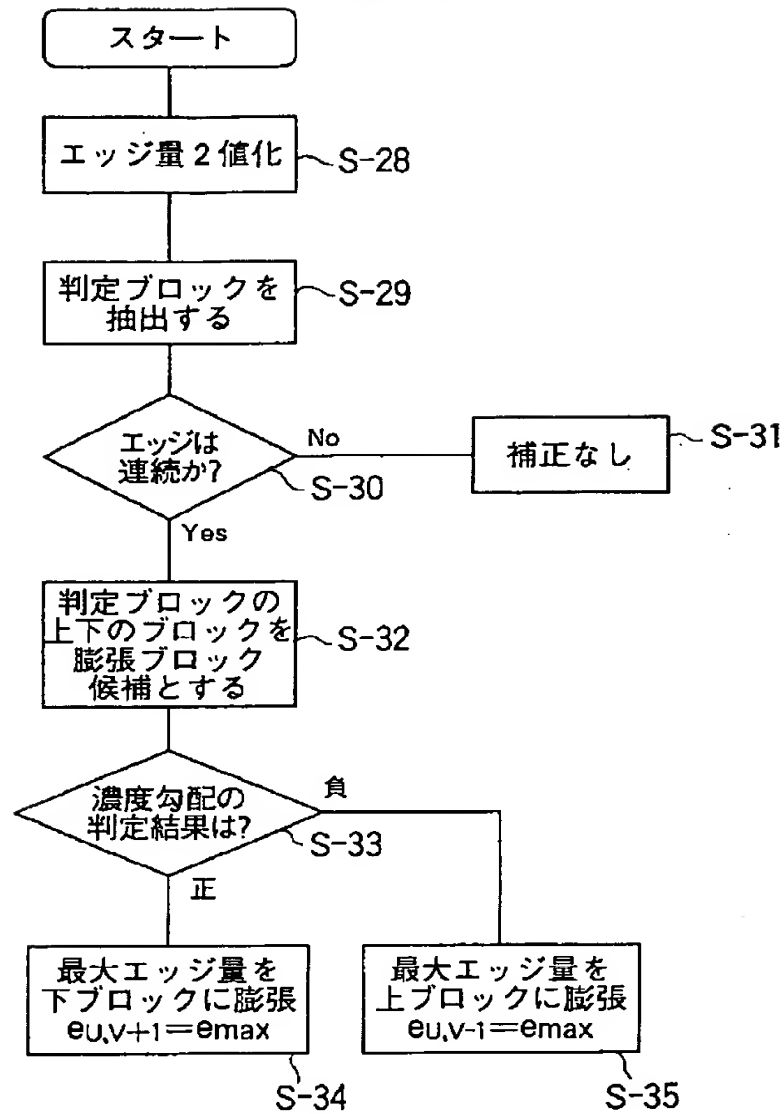 スタート
エッジ量2値化
S-28
判定ブロックを
抽出する
S-29
エッジは
連続か?
S-30
No
補正なし
S-31
Yes
判定ブロックの
上下のブロックを
膨張ブロック
候補とする
S-32
濃度勾配の
判定結果は?
S-33
負
正
最大エッジ量を
下ブロックに膨張
eU,V+1=emax
S-34
最大エッジ量を
上ブロックに膨張
eU,V-1=emax
S-35